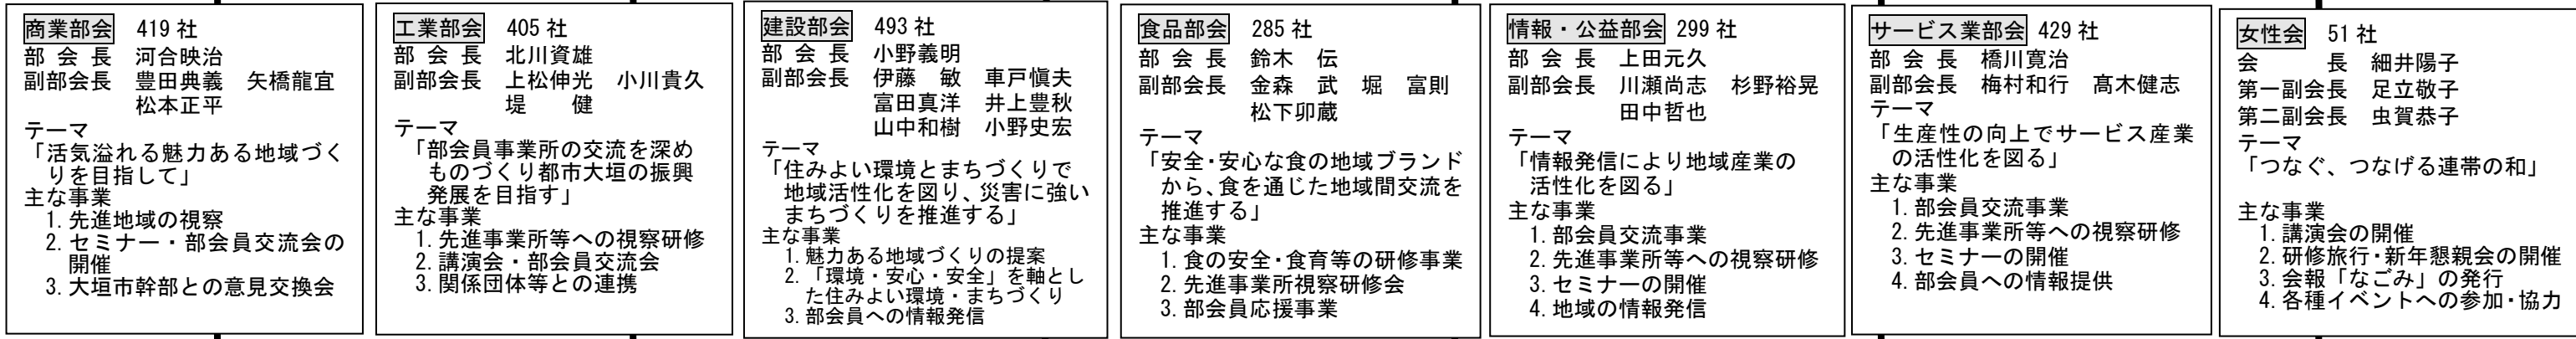 商業部会　419 社
部　会　長　河合映治
副部会長　豊田典義　矢橋龍宜
松本正平
テーマ
「活気溢れる魅力ある地域づく
りを目指して」
主な事業
1. 先進地域の視察
2. セミナー・部会員交流会の
開催
3. 大垣市幹部との意見交換会
工業部会　405 社
部　会　長　北川資雄
副部会長　上松伸光　小川貴久
堤　　健
テーマ
「部会員事業所の交流を深め
ものづくり都市大垣の振興
発展を目指す」
主な事業
1. 先進事業所等への視察研修
2. 講演会・部会員交流会
3. 関係団体等との連携
建設部会　493 社
部　会　長　小野義明
副部会長　伊藤　敏　車戸愼夫
富田真洋　井上豊秋
山中和樹　小野史宏
テーマ
「住みよい環境とまちづくりで
地域活性化を図り、災害に強い
まちづくりを推進する」
主な事業
1. 魅力ある地域づくりの提案
2. 「環境・安心・安全」を軸とし
た住みよい環境・まちづくり
3. 部会員への情報発信
食品部会　285 社
部　会　長　鈴木　伝
副部会長　金森　武　堀　富則
松下卯蔵
テーマ
「安全・安心な食の地域ブランド
から、食を通じた地域間交流を
推進する」
主な事業
1. 食の安全・食育等の研修事業
2. 先進事業所視察研修会
3. 部会員応援事業
情報・公益部会　299 社
部　会　長　上田元久
副部会長　川瀬尚志　杉野裕晃
田中哲也
テーマ
「情報発信により地域産業の
活性化を図る」
主な事業
1. 部会員交流事業
2. 先進事業所等への視察研修
3. セミナーの開催
4. 地域の情報発信
サービス業部会　429 社
部　会　長　橋川寛治
副部会長　梅村和行　髙木健志
テーマ
「生産性の向上でサービス産業
の活性化を図る」
主な事業
1. 部会員交流事業
2. 先進事業所等への視察研修
3. セミナーの開催
4. 部会員への情報提供
女性会　51 社
会　　　長　細井陽子
第一副会長　足立敬子
第二副会長　虫賀恭子
テーマ
「つなぐ、つなげる連帯の和」
主な事業
1. 講演会の開催
2. 研修旅行・新年懇親会の開催
3. 会報「なごみ」の発行
4. 各種イベントへの参加・協力